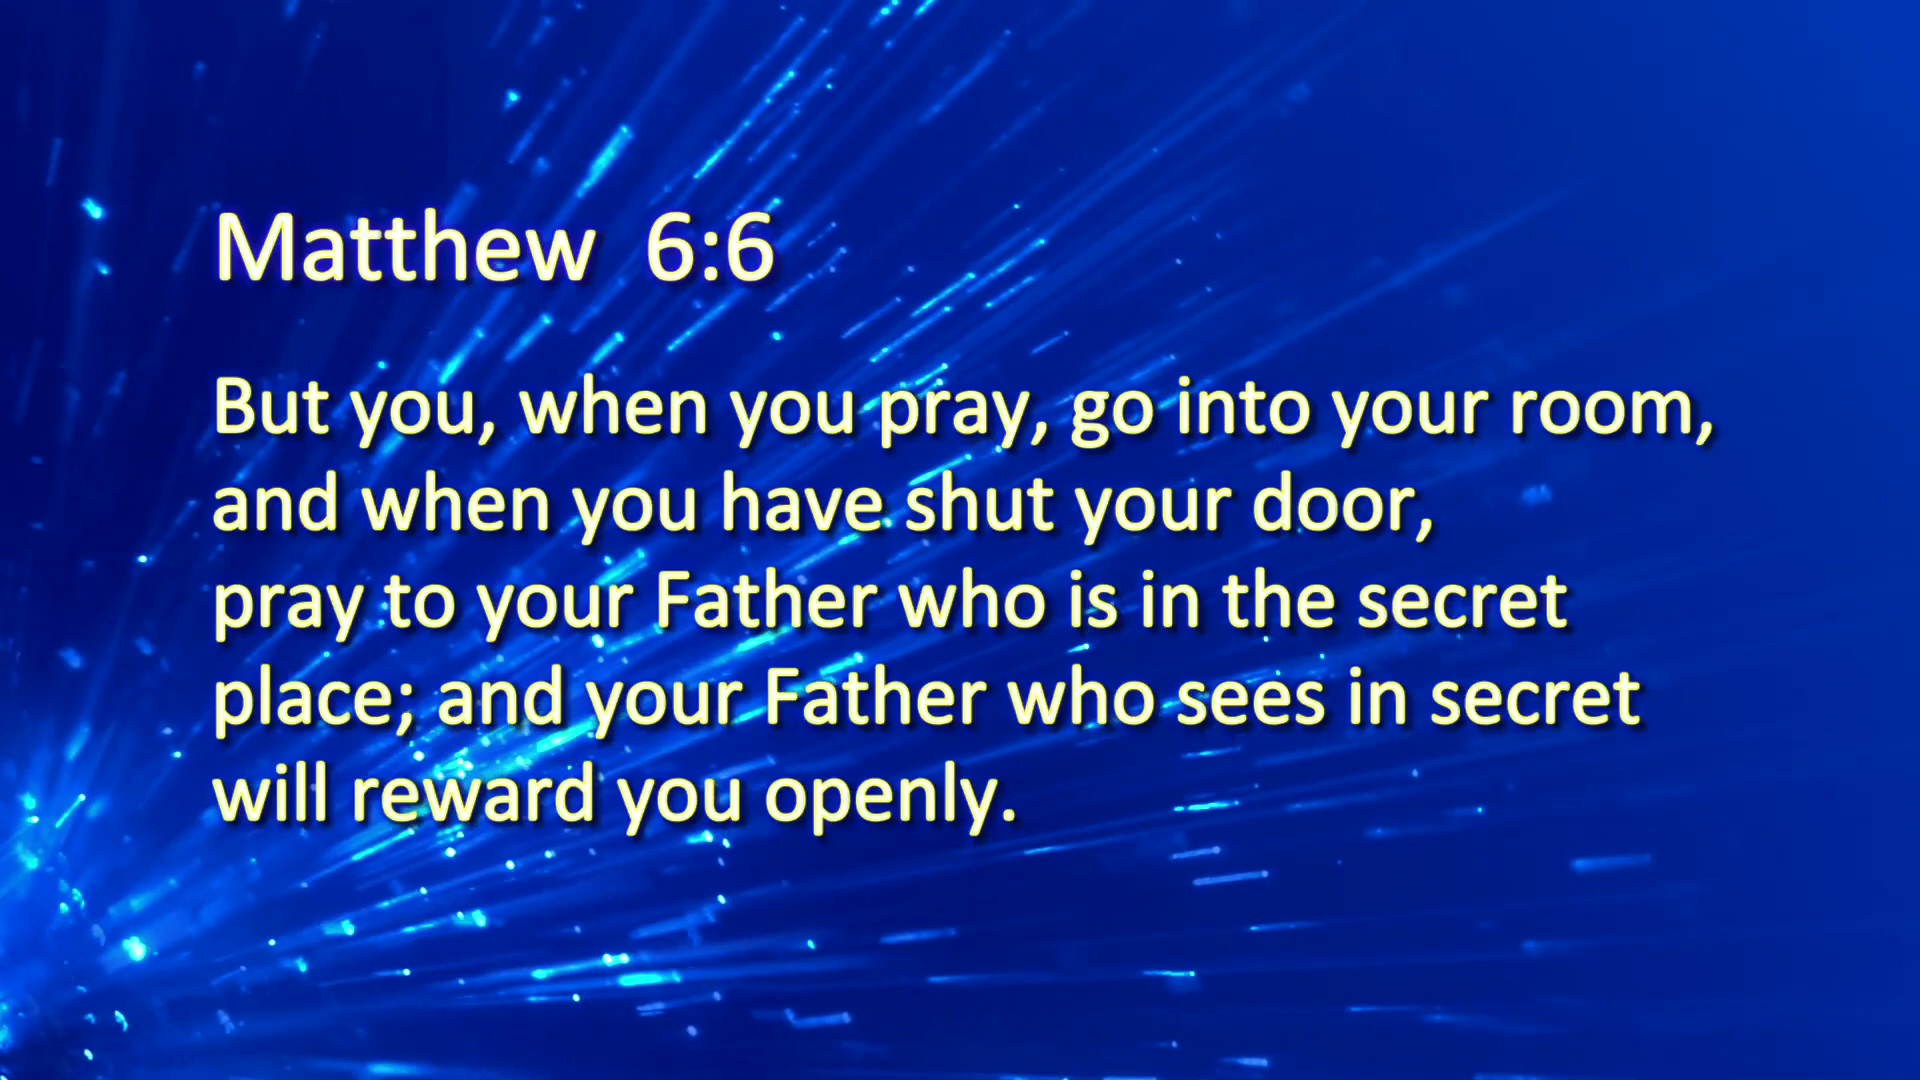 Matthew 6:6
But you, when you pray, go into your room,
and when you have shut your door,
pray to your Father who is in the secret
place; and your Father who sees in secret
will reward you openly.